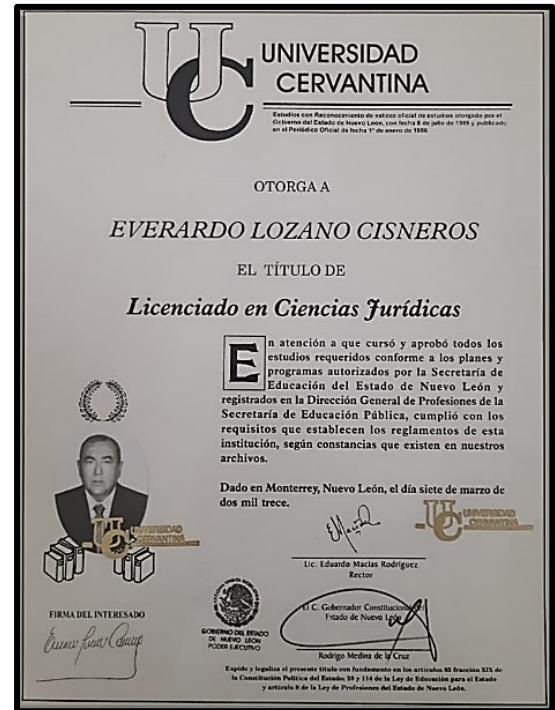 UC
UNIVERSIDAD
CERVANTINA
Estudios con Reconocimiento de validez oficial de estudios otorgado por el
Gobierno del Estado de Nuevo León, con fecha 8 de julio de 1985 y publicado
en el Periódico Oficial de fecha 1º de enero de 1986
OTORGA A
EVERARDO LOZANO CISNEROS
EL TÍTULO DE
Licenciado en Ciencias Jurídicas
En atención a que cursó y aprobó todos los
estudios requeridos conforme a los planes y
programas autorizados por la Secretaría de
Educación del Estado de Nuevo León y
registrados en la Dirección General de Profesiones de la
Secretaría de Educación Pública, cumplió con los
requisitos que establecen los reglamentos de esta
institución, según constancias que existen en nuestros
archivos.
Dado en Monterrey, Nuevo León, el día siete de marzo de
dos mil trece.
UC UNIVERSIDAD
CERVANTINA
UC UNIVERSIDAD
CERVANTINA
Lic. Eduardo Macías Rodríguez
Rector
FIRMA DEL INTERESADO
GOBIERNO DEL ESTADO
DE NUEVO LEON
PODER EJECUTIVO
El C. Gobernador Constitucional del
Estado de Nuevo León
Rodrigo Medina de la Cruz
Expide y legaliza el presente título con fundamento en los artículos 85 fracción XIX de
la Constitución Política del Estado; 28 y 114 de la Ley de Educación para el Estado
y artículo 8 de la Ley de Profesiones del Estado de Nuevo León.